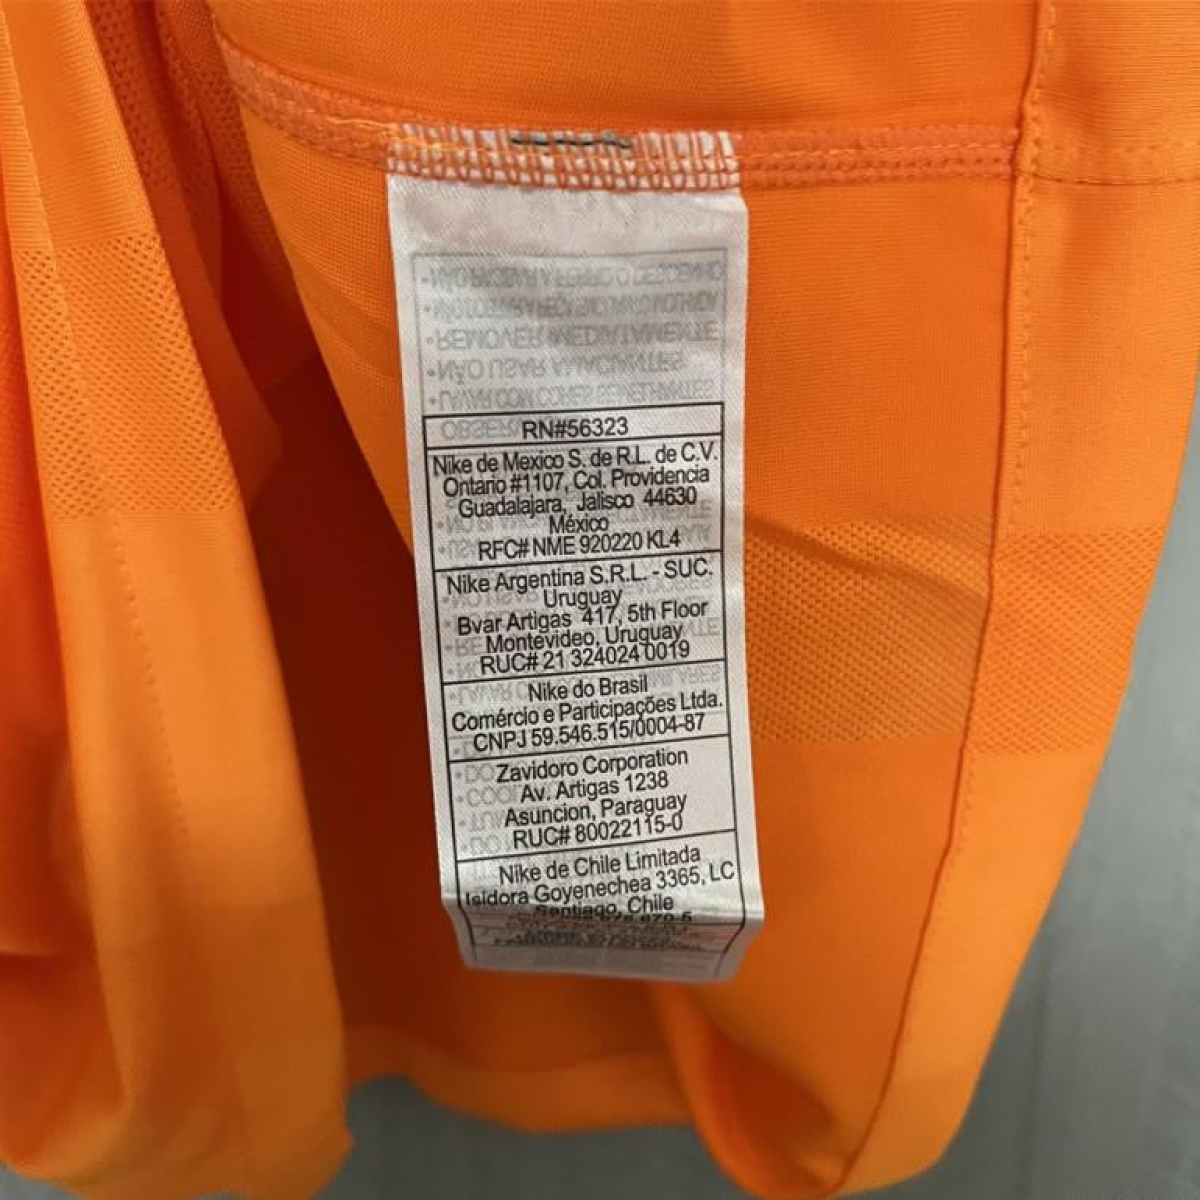 RN#56323
Nike de Mexico S. de R.L. de C.V.
Ontario #1107, Col. Providencia
Guadalajara, Jalisco 44630
México
RFC# NME 920220 KL4
Nike Argentina S.R.L. - SUC.
Uruguay
Bvar Artigas 417, 5th Floor
Montevideo, Uruguay
RUC# 21 324024 0019
Nike do Brasil
Comércio e Participações Ltda.
CNPJ 59.546.515/0004-87
Zavidoro Corporation
Av. Artigas 1238
Asuncion, Paraguay
RUC# 80022115-0
Nike de Chile Limitada
Isidora Goyenechea 3365, LC
Santiago, Chile